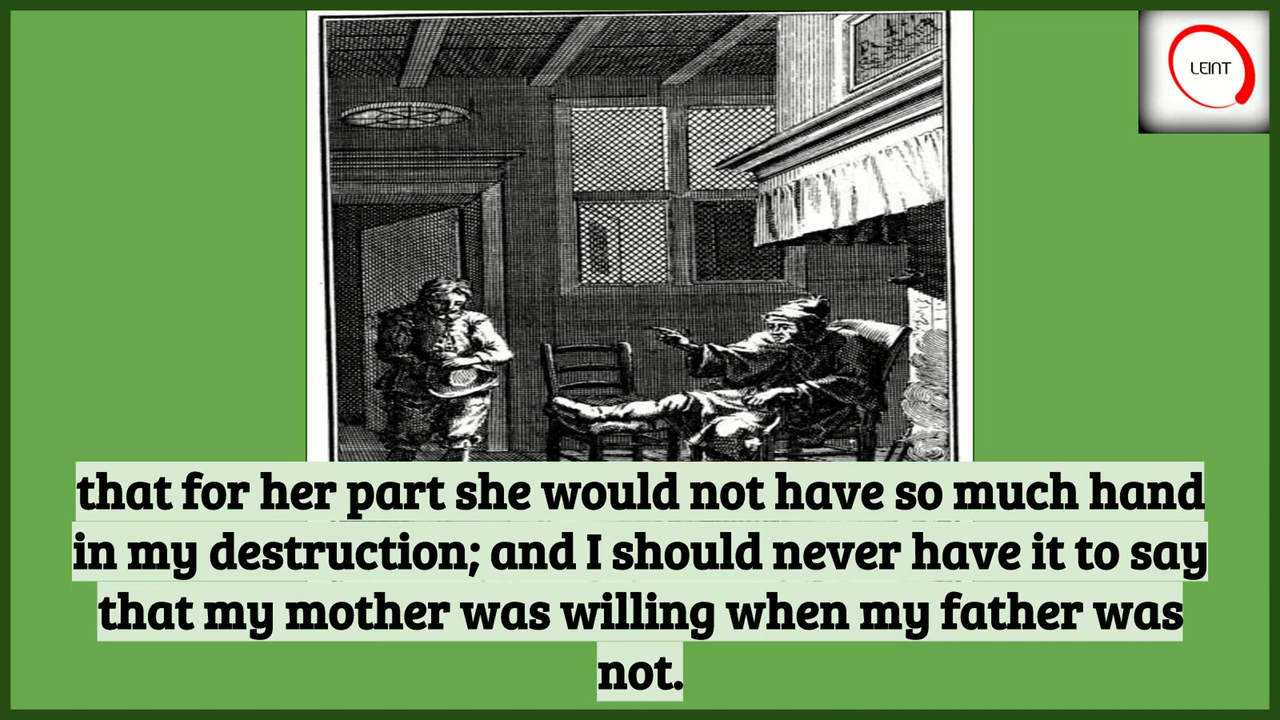 LEINT
that for her part she would not have so much hand
in my destruction; and I should never have it to say
that my mother was willing when my father was
not.